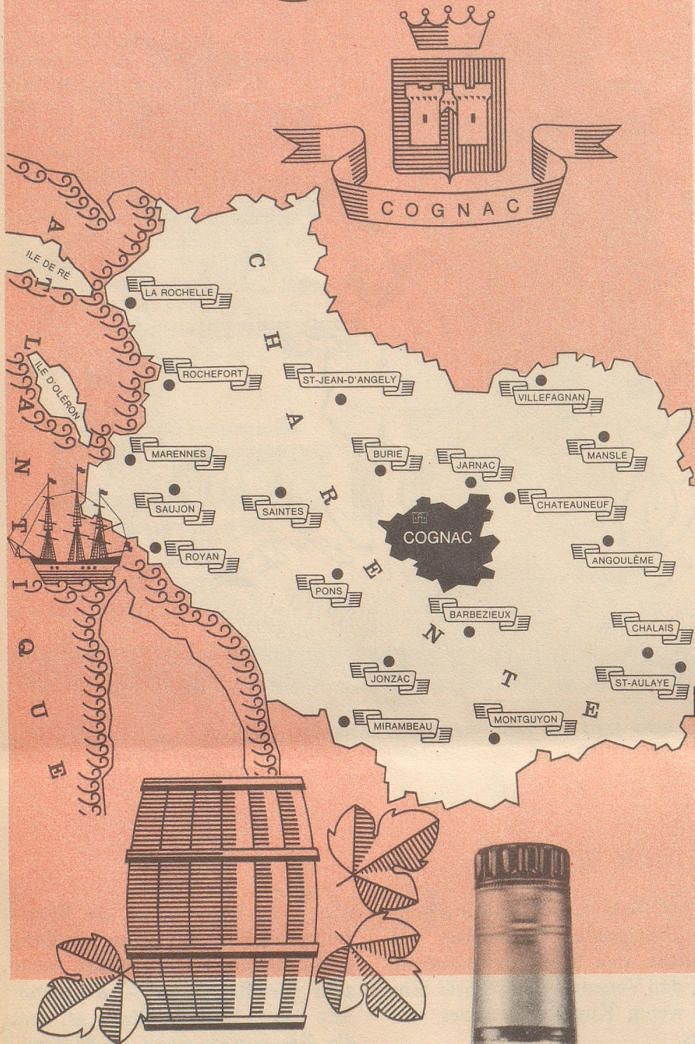 COGNAC
ATLANTIQUE
ILE DE RÉ
ILE D'OLÉRON
CHARENTE
LA ROCHELLE
ROCHEFORT
ST-JEAN-D'ANGELY
VILLEFAGNAN
MARENNES
BURIE
JARNAC
MANSLE
SAUJON
SAINTES
CHATEAUNEUF
COGNAC
ROYAN
ANGOULÊME
PONS
BARBEZIEUX
CHALAIS
JONZAC
ST-AULAYE
MIRAMBEAU
MONTGUYON